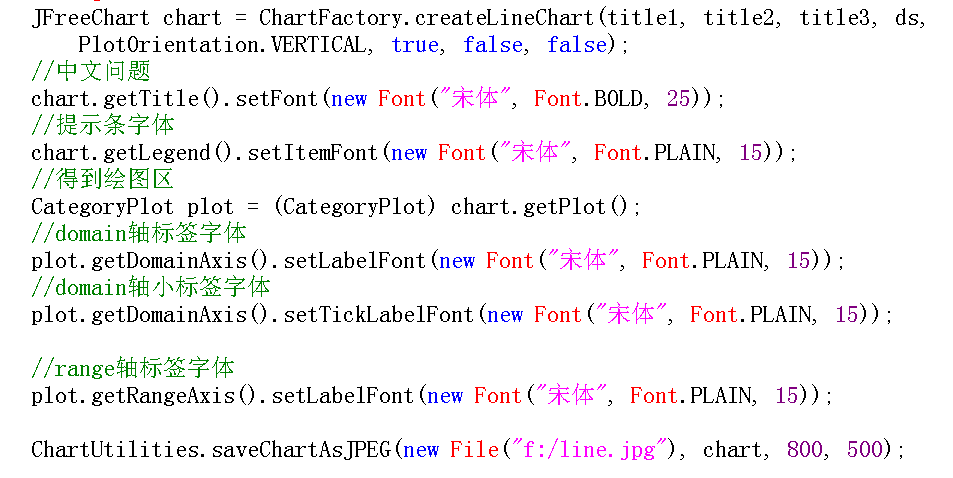 JFreeChart chart = ChartFactory.createLineChart(title1, title2, title3, ds,
PlotOrientation.VERTICAL, true, false, false);
//中文问题
chart.getTitle().setFont(new Font("宋体", Font.BOLD, 25));
//提示条字体
chart.getLegend().setItemFont(new Font("宋体", Font.PLAIN, 15));
//得到绘图区
CategoryPlot plot = (CategoryPlot) chart.getPlot();
//domain轴标签字体
plot.getDomainAxis().setLabelFont(new Font("宋体", Font.PLAIN, 15));
//domain轴小标签字体
plot.getDomainAxis().setTickLabelFont(new Font("宋体", Font.PLAIN, 15));
//range轴标签字体
plot.getRangeAxis().setLabelFont(new Font("宋体", Font.PLAIN, 15));
ChartUtilities.saveChartAsJPEG(new File("f:/line.jpg"), chart, 800, 500);